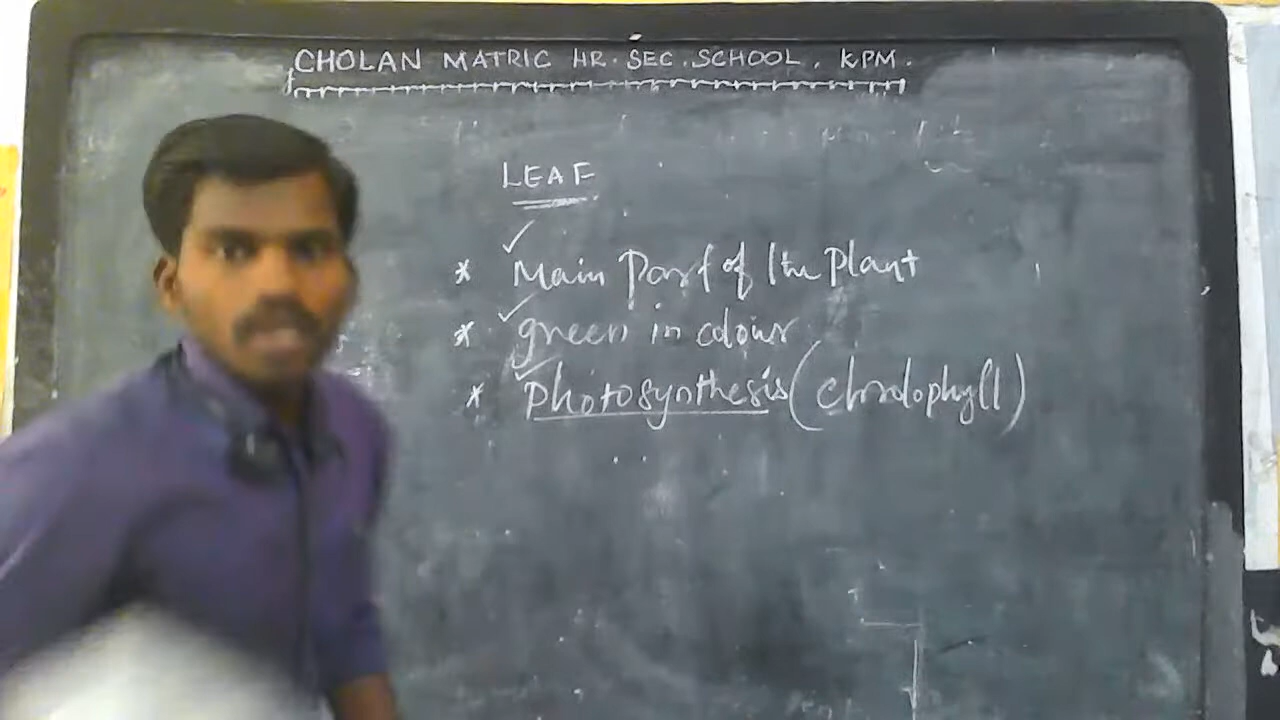 CHOLAN MATRIC HR. SEC. SCHOOL, KPM.
LEAF
* Main Part of the Plant
* green in colour
* Photosynthesis (chlorophyll)